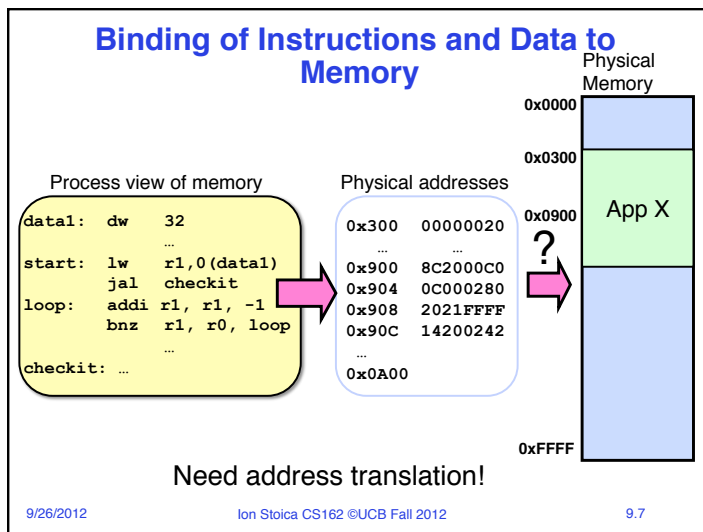 Binding of Instructions and Data to
Memory
Physical
Memory
0x0000
0x0300
0x0900
App X
0xFFFF
Process view of memory
data1: dw 32
…
start: lw r1,0(data1)
jal checkit
loop: addi r1, r1, -1
bnz r1, r0, loop
…
checkit: …
Physical addresses
0x300 00000020
… …
0x900 8C2000C0
0x904 0C000280
0x908 2021FFFF
0x90C 14200242
…
0x0A00
?
Need address translation!
9/26/2012 Ion Stoica CS162 ©UCB Fall 2012 9.7